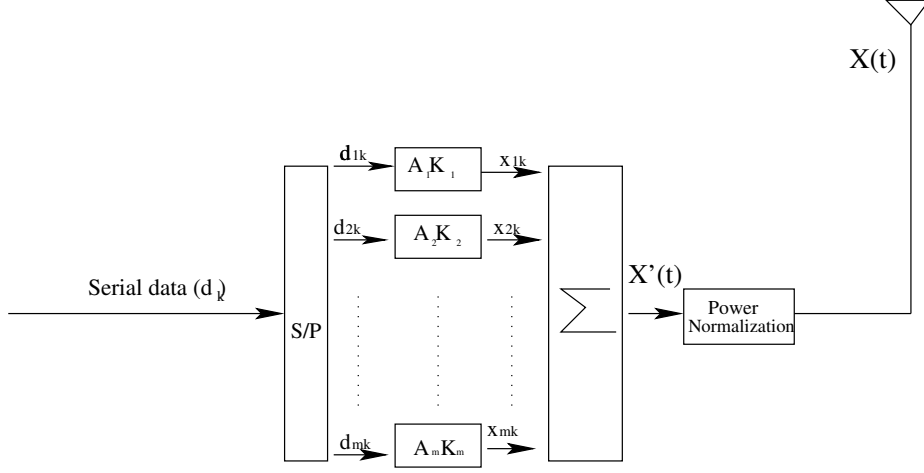 X(t)
d1k
A1K1
x1k
d2k
A2K2
x2k
Serial data (dk)
S/P
X'(t)
Power
Normalization
dmk
AmKm
xmk